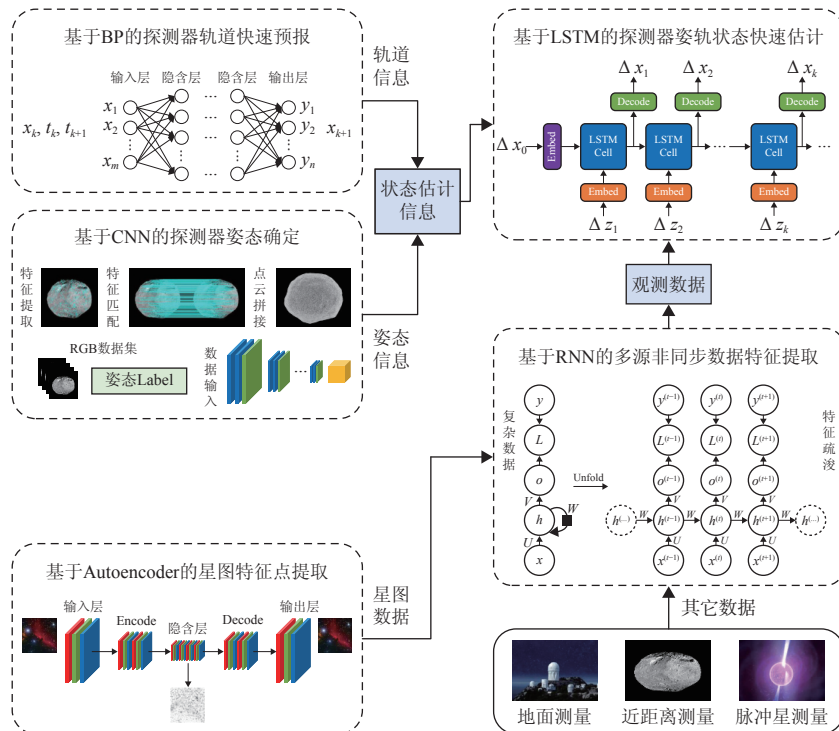 基于BP的探测器轨道快速预报
输入层 隐含层 隐含层 输出层
x₁ ... y₁
xₖ, tₖ, tₖ₊₁ x₂ y₂ xₖ₊₁
xₘ ... yₙ
轨道
信息
基于CNN的探测器姿态确定
特征提取
特征匹配
点云拼接
RGB数据集
姿态Label
数据输入
...
姿态
信息
状态估计
信息
基于LSTM的探测器姿轨状态快速估计
Δx₁ Δx₂ Δxₖ
Decode Decode Decode
Δx₀ Embed
LSTM Cell LSTM Cell ... LSTM Cell ...
Embed Embed Embed
Δz₁ Δz₂ Δzₖ
观测数据
基于RNN的多源非同步数据特征提取
复杂数据
特征疏浚
y y⁽ᵗ⁻¹⁾ y⁽ᵗ⁾ y⁽ᵗ⁺¹⁾
L L⁽ᵗ⁻¹⁾ L⁽ᵗ⁾ L⁽ᵗ⁺¹⁾
o Unfold o⁽ᵗ⁻¹⁾ o⁽ᵗ⁾ o⁽ᵗ⁺¹⁾
V W V V V
h h⁽...⁾ W h⁽ᵗ⁻¹⁾ W h⁽ᵗ⁾ W h⁽ᵗ⁺¹⁾ W h⁽...⁾
U U U U
x x⁽ᵗ⁻¹⁾ x⁽ᵗ⁾ x⁽ᵗ⁺¹⁾
基于Autoencoder的星图特征点提取
输入层 Encode 隐含层 Decode 输出层
星图
数据
其它数据
地面测量 近距离测量 脉冲星测量